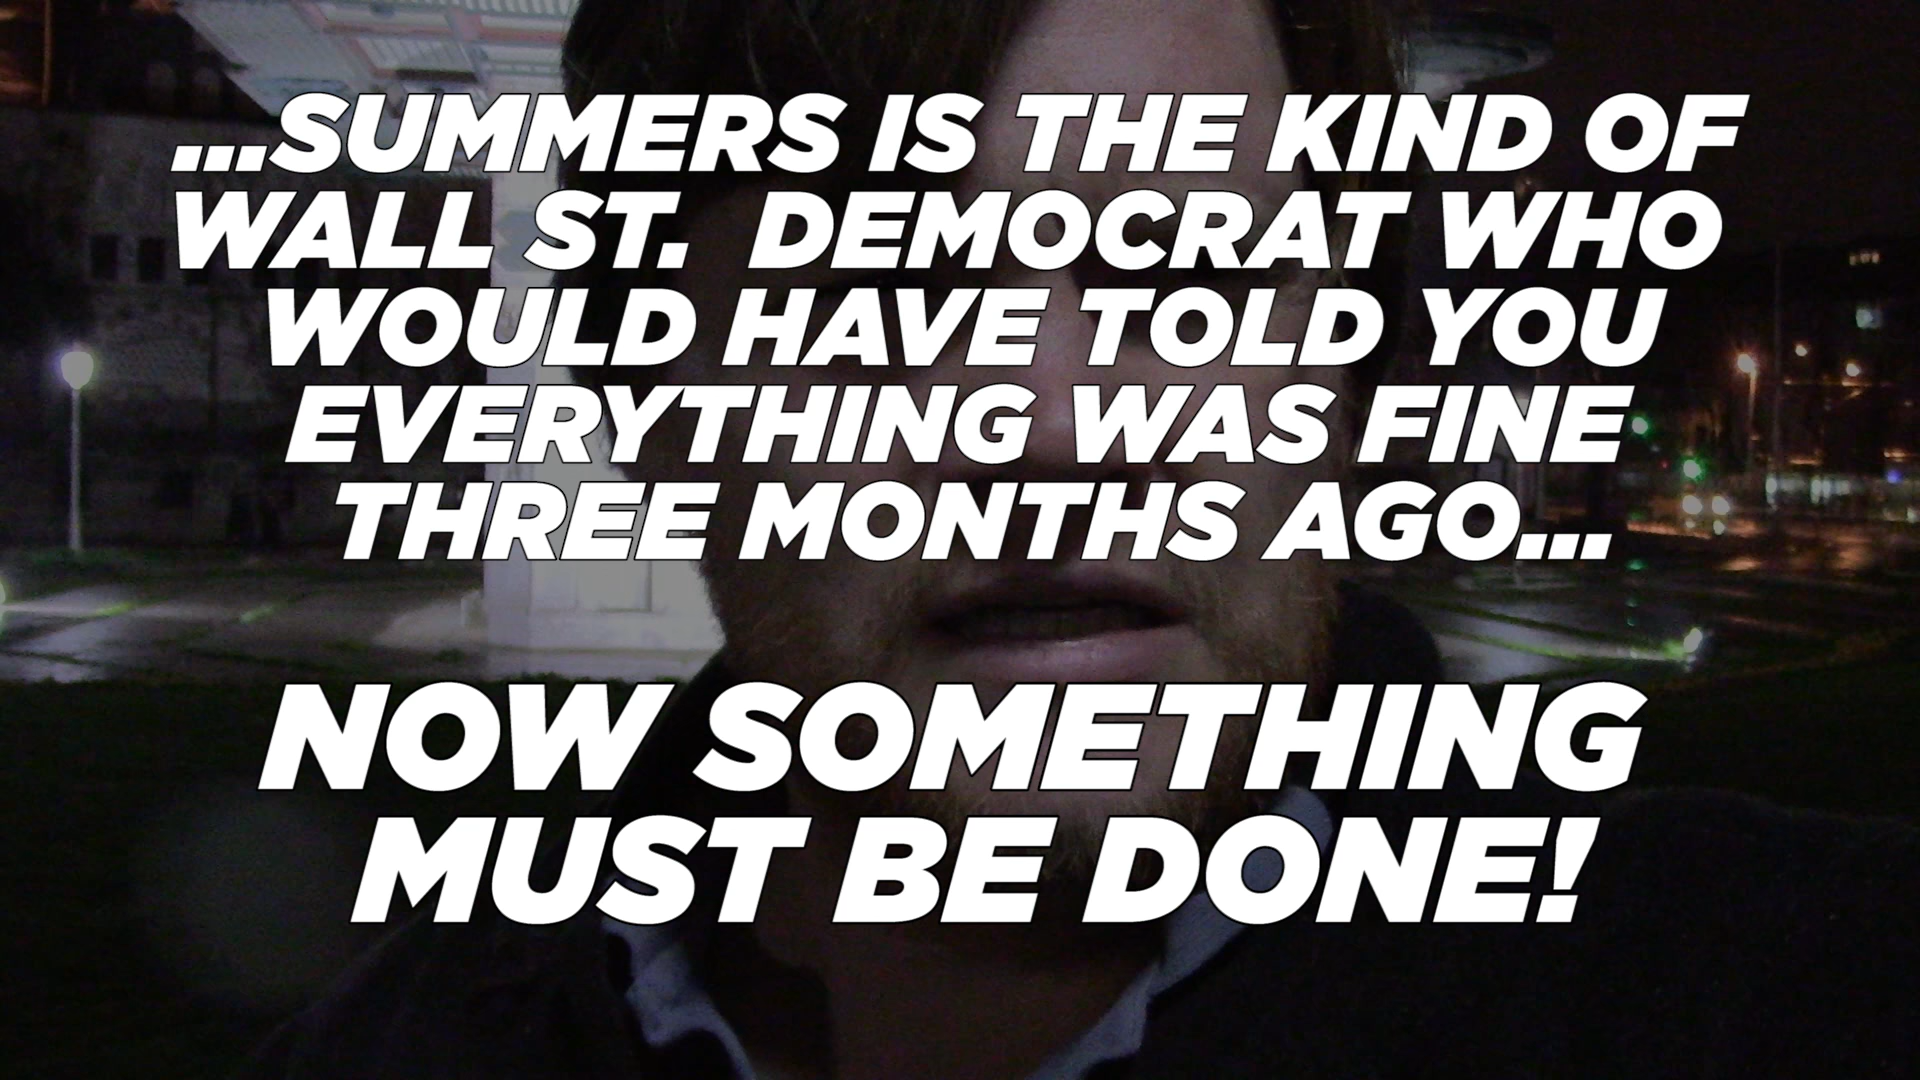 ...SUMMERS IS THE KIND OF
WALL ST. DEMOCRAT WHO
WOULD HAVE TOLD YOU
EVERYTHING WAS FINE
THREE MONTHS AGO...
NOW SOMETHING
MUST BE DONE!